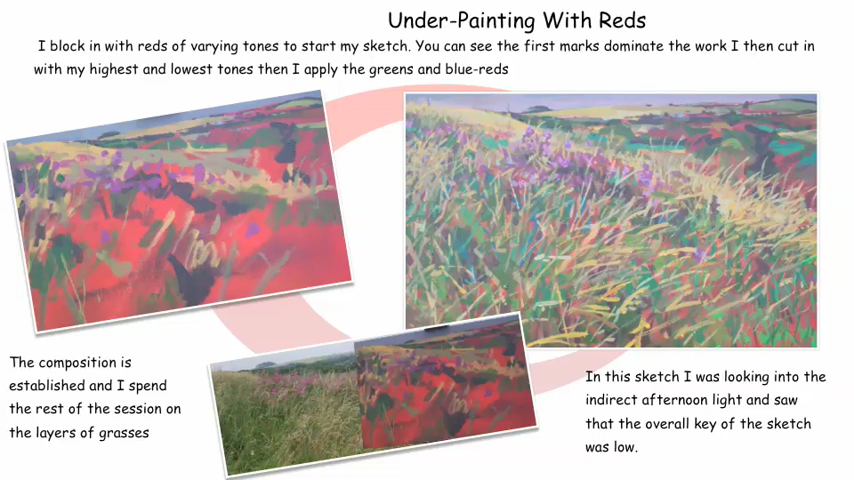 Under-Painting With Reds
I block in with reds of varying tones to start my sketch. You can see the first marks dominate the work I then cut in
with my highest and lowest tones then I apply the greens and blue-reds
The composition is
established and I spend
the rest of the session on
the layers of grasses
In this sketch I was looking into the
indirect afternoon light and saw
that the overall key of the sketch
was low.